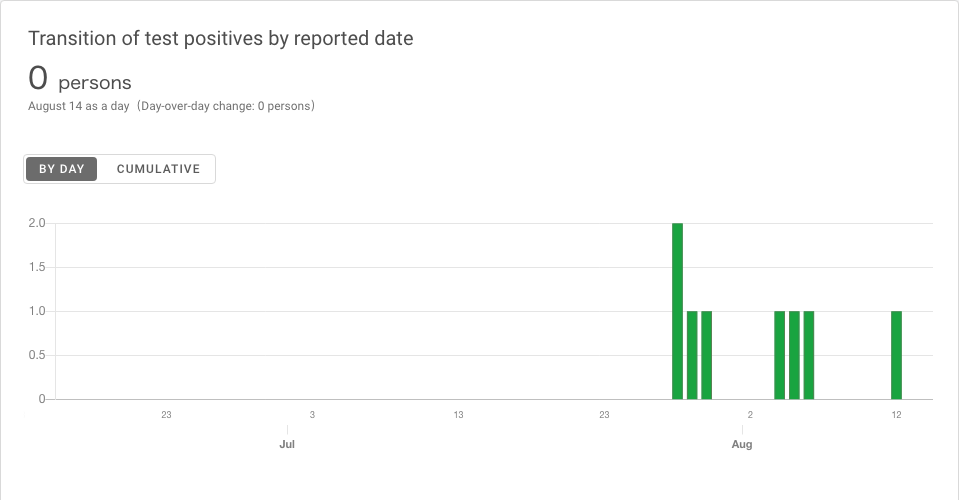 Transition of test positives by reported date
0 persons
August 14 as a day (Day-over-day change: 0 persons)
BY DAY CUMULATIVE
2.0
1.5
1.0
0.5
0
23 3 13 23 2 12
Jul Aug